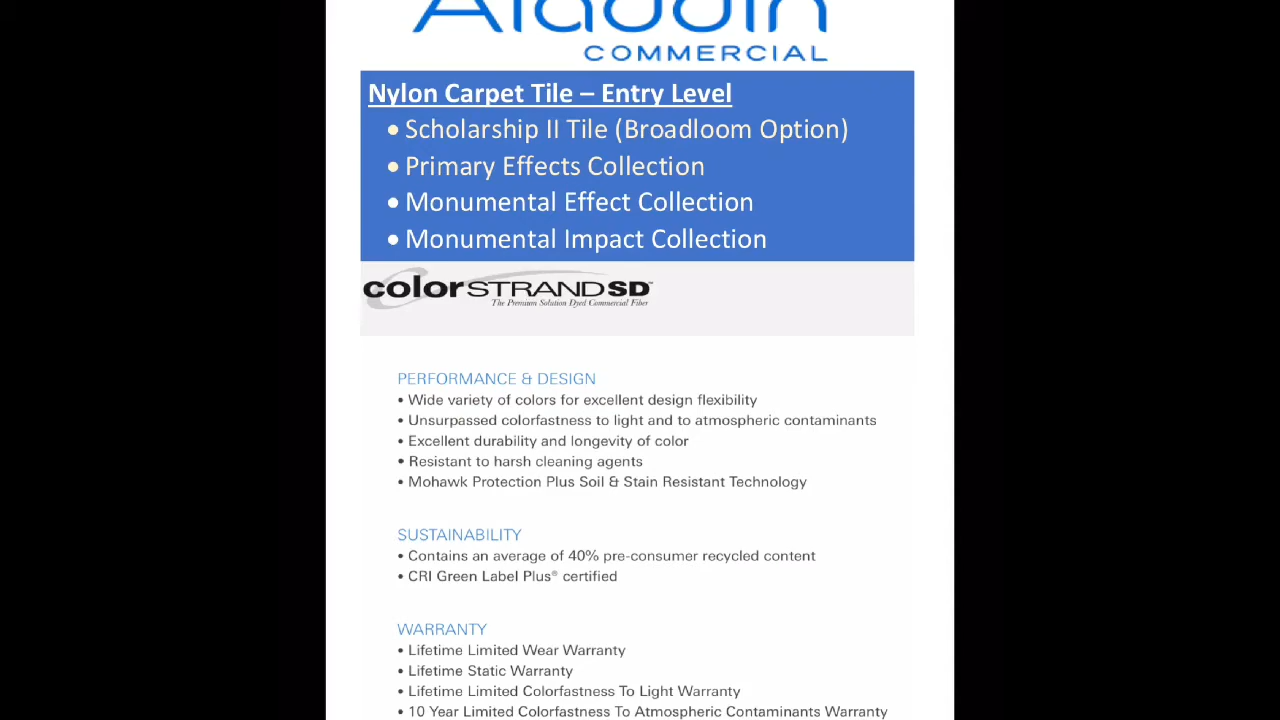 Aladdin
COMMERCIAL
Nylon Carpet Tile – Entry Level
• Scholarship II Tile (Broadloom Option)
• Primary Effects Collection
• Monumental Effect Collection
• Monumental Impact Collection
colorSTRANDSD™
The Premium Solution Dyed Commercial Fiber
PERFORMANCE & DESIGN
• Wide variety of colors for excellent design flexibility
• Unsurpassed colorfastness to light and to atmospheric contaminants
• Excellent durability and longevity of color
• Resistant to harsh cleaning agents
• Mohawk Protection Plus Soil & Stain Resistant Technology
SUSTAINABILITY
• Contains an average of 40% pre-consumer recycled content
• CRI Green Label Plus® certified
WARRANTY
• Lifetime Limited Wear Warranty
• Lifetime Static Warranty
• Lifetime Limited Colorfastness To Light Warranty
• 10 Year Limited Colorfastness To Atmospheric Contaminants Warranty